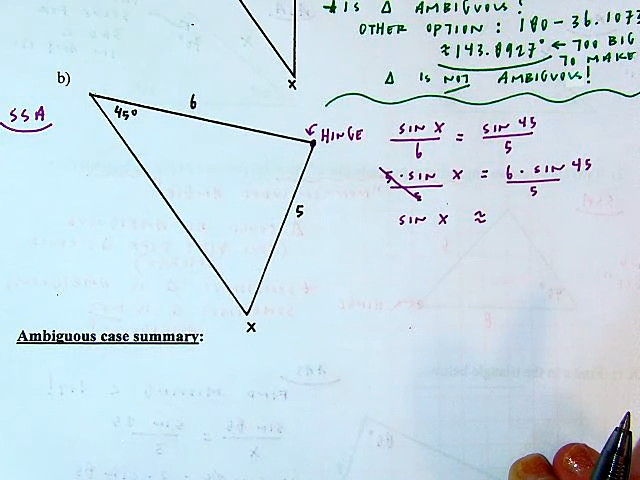 IS Δ AMBIGUOUS?
OTHER OPTION: 180 - 36.1073
≈ 143.8927° ← TOO BIG
TO MAKE
Δ IS NOT AMBIGUOUS!
X
b)
SSA
45°
6
HINGE
5
X
SIN X / 6 = SIN 45 / 5
5 · SIN X / 5 = 6 · SIN 45 / 5
SIN X ≈
Ambiguous case summary: